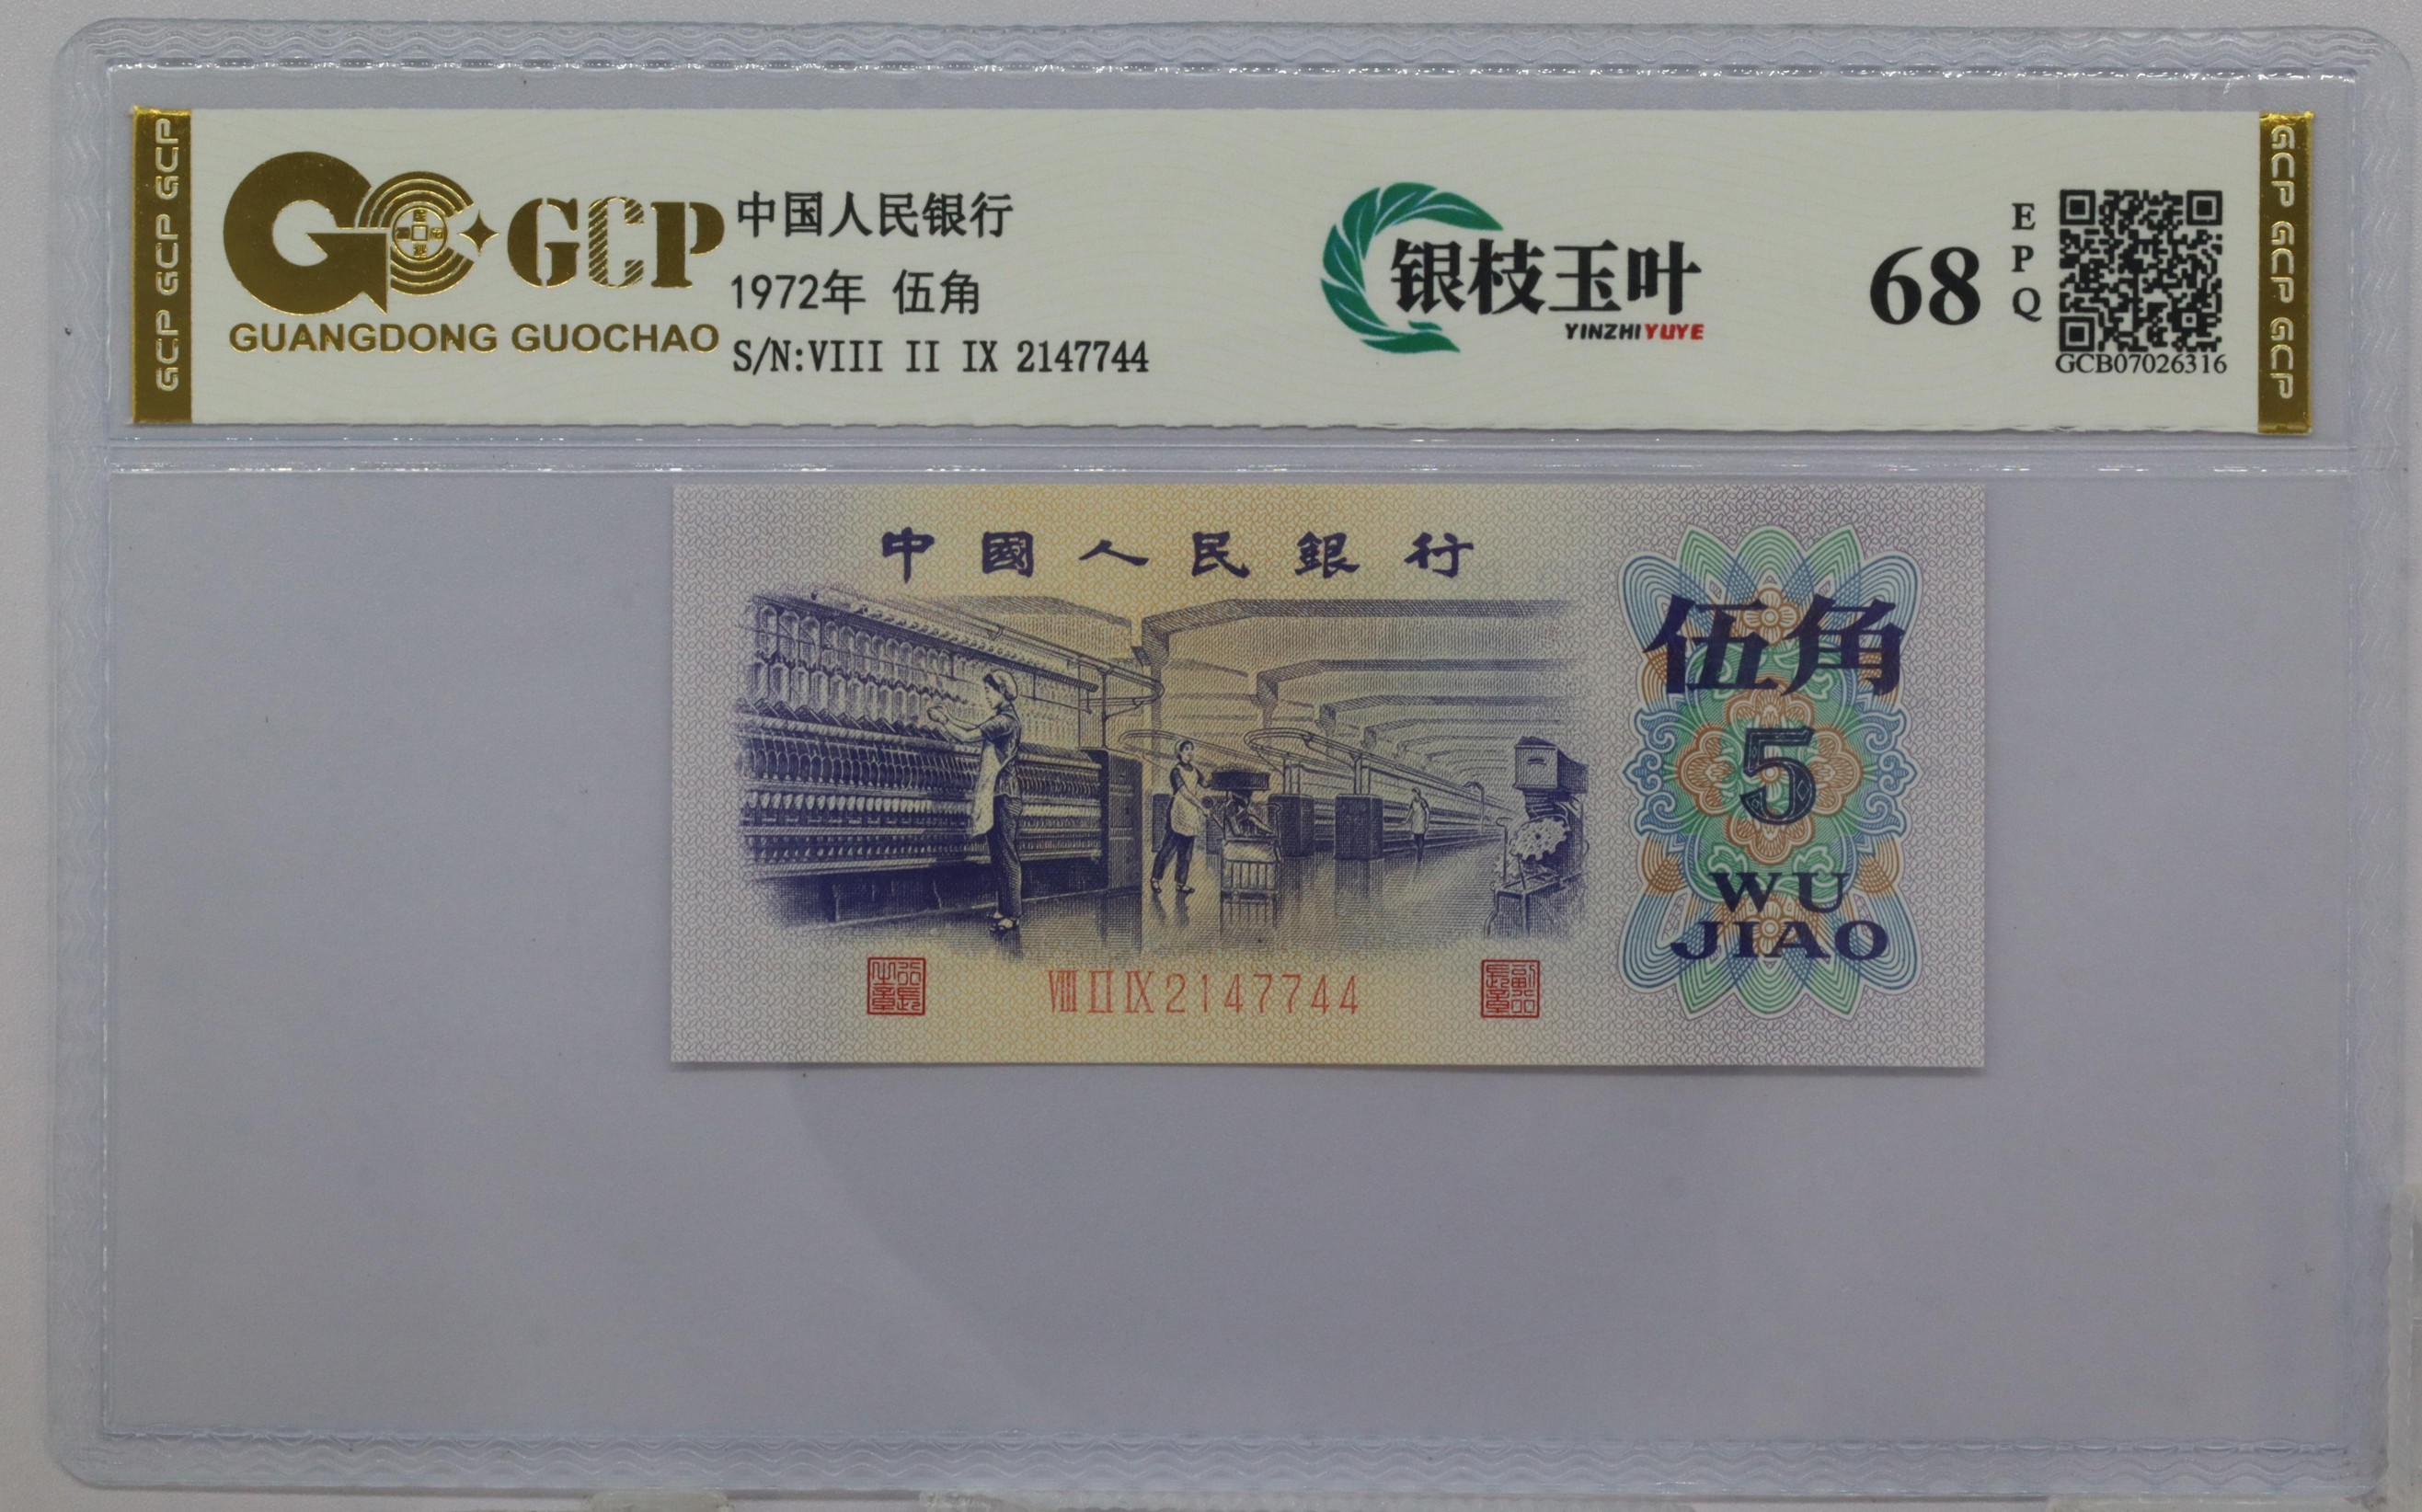 GCP GCP GCP
GCP
GUANGDONG GUOCHAO
中国人民银行
1972年 伍角
S/N:VIII II IX 2147744
银枝玉叶
YINZHIYUYE
68
EPQ
GCB07026316
GCP GCP GCP
中國人民銀行
伍角
5
WU
JIAO
VIII II IX 2147744